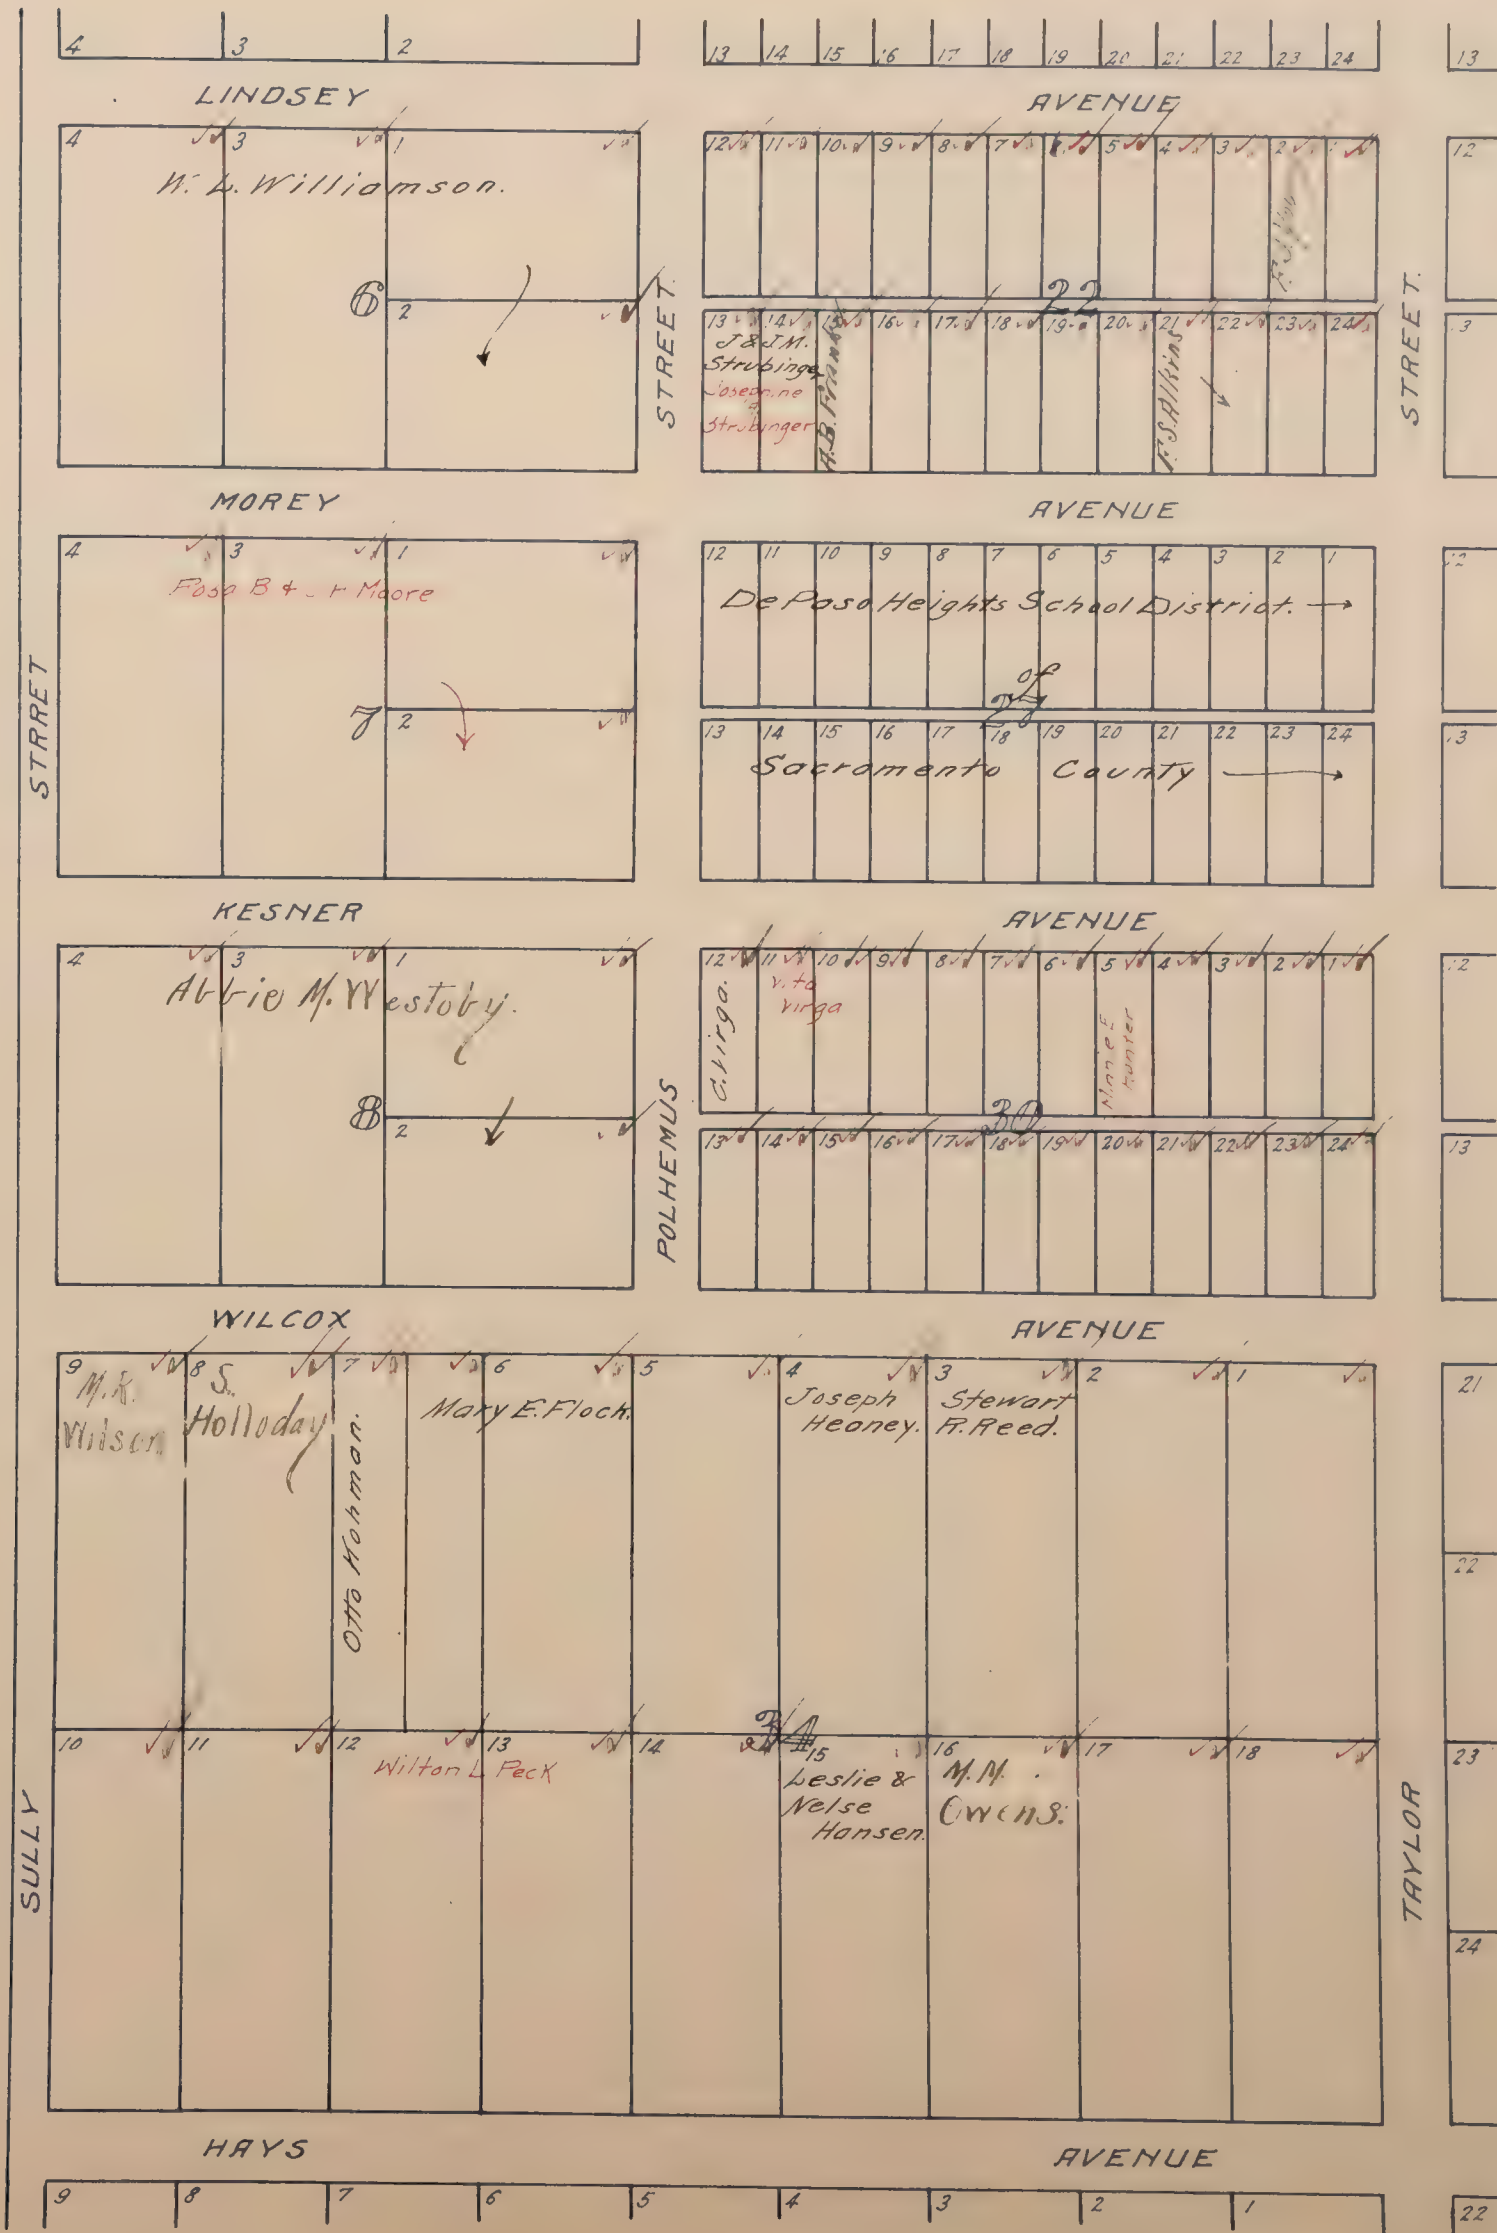 4 3 2 13 14 15 16 17 18 19 20 21 22 23 24 13
LINDSEY AVENUE
4 3 1 12 11 10 9 8 7 6 5 4 3 2 1 12
W. L. Williamson.
6 2 22
13 14 15 16 17 18 19 20 21 22 23 24 13
J & J M.
Strubinger
Josephine
Strubinger
A.B.
F.S. Alkins
STREET.
STREET.
MOREY AVENUE
4 3 1 12 11 10 9 8 7 6 5 4 3 2 1 12
Moore
De Paso Heights School District.
of
7 2 27
13 14 15 16 17 18 19 20 21 22 23 24 13
Sacramento County
STRRET
KESNER AVENUE
4 3 1 12 11 10 9 8 7 6 5 4 3 2 1 12
Abbie M. Westoby.
C. Virga.
Vito
Virga
Minnie E
8 2 30
13 14 15 16 17 18 19 20 21 22 23 24 13
POLHEMUS
WILCOX AVENUE
9 8 7 6 5 4 3 2 1 21
M.K.
Wilson
S.
Holloday
Otto Hohman.
Mary E. Flock.
Joseph
Heaney.
Stewart
R. Reed.
22
34
10 11 12 13 14 15 16 17 18 23
Wilton L Peck
Leslie &
Nelse
Hansen.
M.M.
Owens.
SULLY
TAYLOR
24
HAYS AVENUE
9 8 7 6 5 4 3 2 1 22